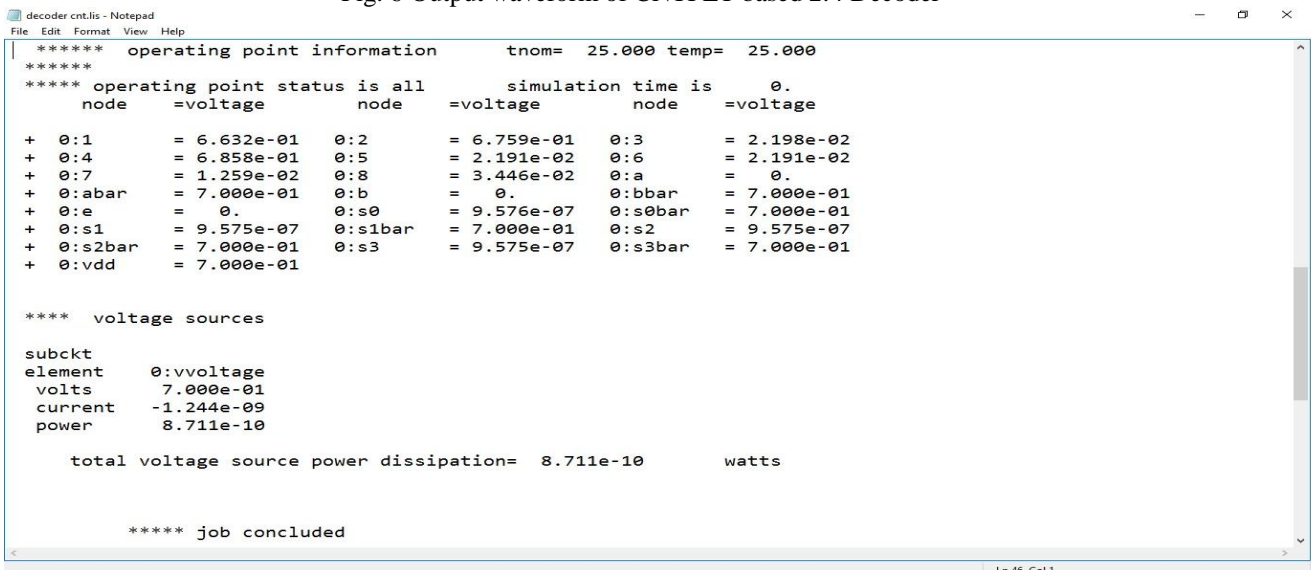 Fig. 6 Output waveform of CNTFET based 2:4 Decoder
decoder cnt.lis - Notepad
File Edit Format View Help
****** operating point information tnom= 25.000 temp= 25.000
******
***** operating point status is all simulation time is 0.
node =voltage node =voltage node =voltage
+ 0:1 = 6.632e-01 0:2 = 6.759e-01 0:3 = 2.198e-02
+ 0:4 = 6.858e-01 0:5 = 2.191e-02 0:6 = 2.191e-02
+ 0:7 = 1.259e-02 0:8 = 3.446e-02 0:a = 0.
+ 0:abar = 7.000e-01 0:b = 0. 0:bbar = 7.000e-01
+ 0:e = 0. 0:s0 = 9.576e-07 0:s0bar = 7.000e-01
+ 0:s1 = 9.575e-07 0:s1bar = 7.000e-01 0:s2 = 9.575e-07
+ 0:s2bar = 7.000e-01 0:s3 = 9.575e-07 0:s3bar = 7.000e-01
+ 0:vdd = 7.000e-01
**** voltage sources
subckt
element 0:vvoltage
volts 7.000e-01
current -1.244e-09
power 8.711e-10
total voltage source power dissipation= 8.711e-10 watts
***** job concluded
Ln 46, Col 1